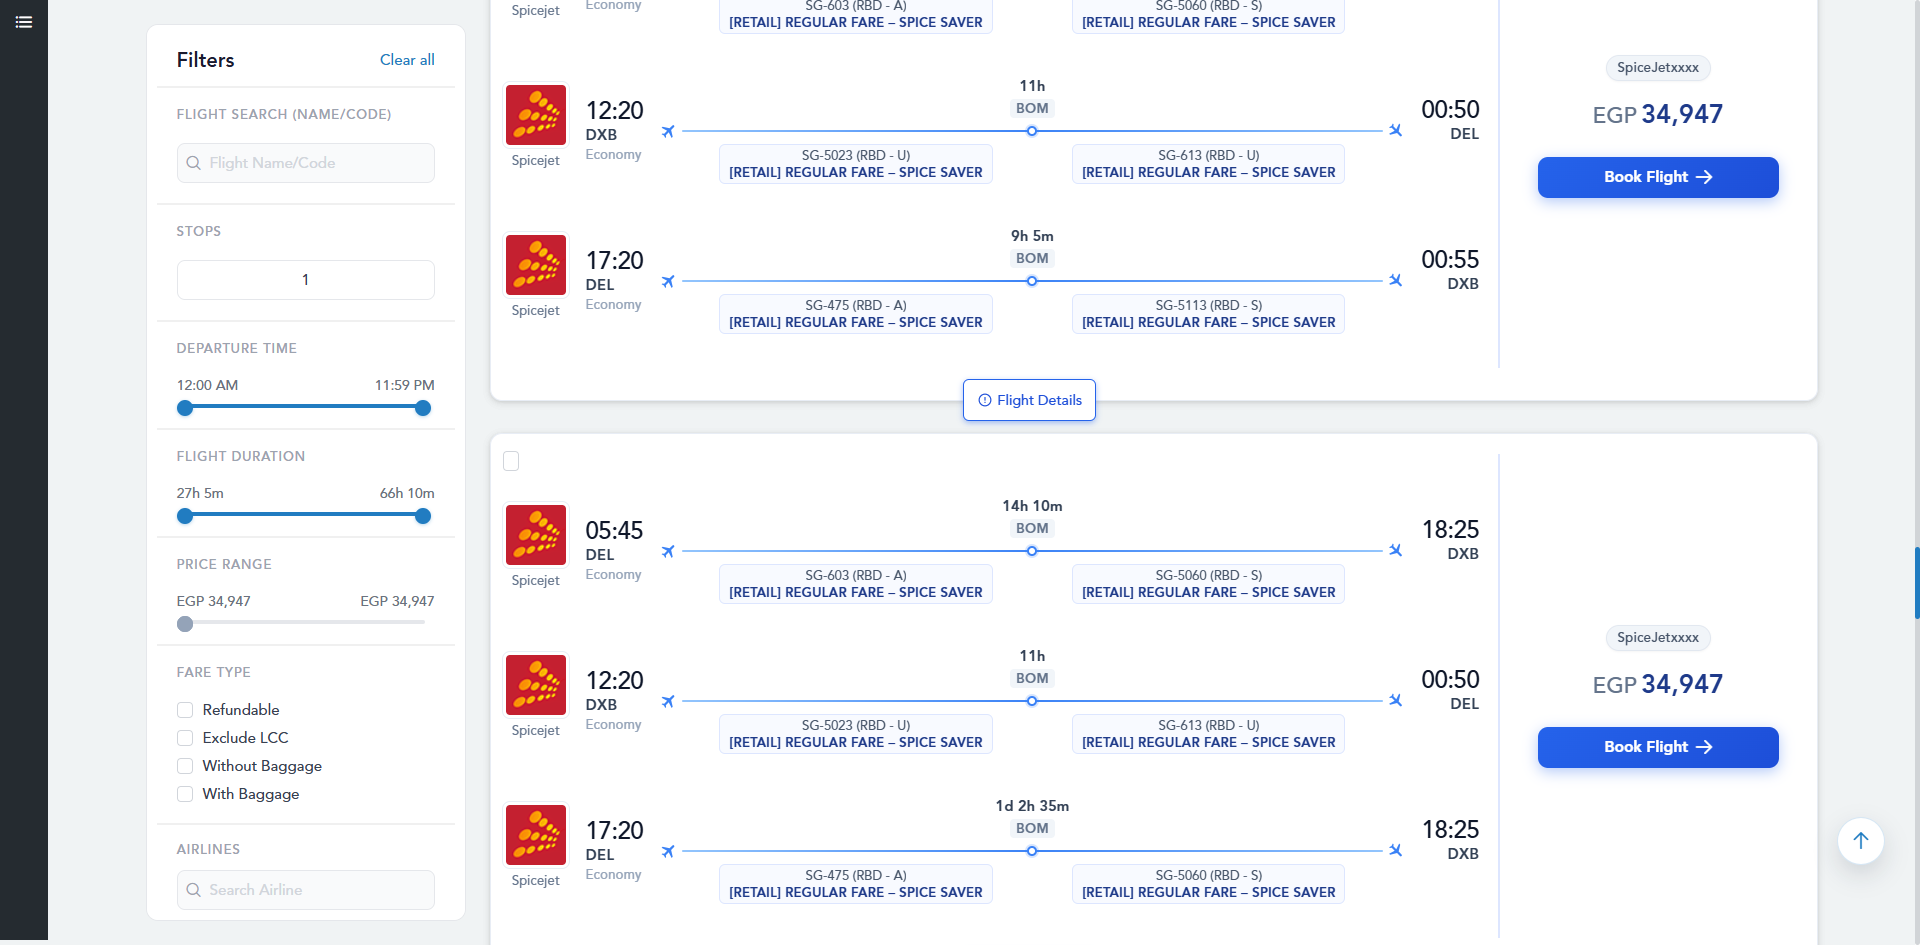 Filters
Clear all
FLIGHT SEARCH (NAME/CODE)
Flight Name/Code
STOPS
1
DEPARTURE TIME
12:00 AM 11:59 PM
FLIGHT DURATION
27h 5m 66h 10m
PRICE RANGE
EGP 34,947 EGP 34,947
FARE TYPE
Refundable
Exclude LCC
Without Baggage
With Baggage
AIRLINES
Search Airline
Spicejet
Economy
SG-603 (RBD - A)
[RETAIL] REGULAR FARE – SPICE SAVER
SG-5060 (RBD - S)
[RETAIL] REGULAR FARE – SPICE SAVER
Spicejet
12:20
DXB
Economy
11h
BOM
SG-5023 (RBD - U)
[RETAIL] REGULAR FARE – SPICE SAVER
SG-613 (RBD - U)
[RETAIL] REGULAR FARE – SPICE SAVER
00:50
DEL
Spicejet
17:20
DEL
Economy
9h 5m
BOM
SG-475 (RBD - A)
[RETAIL] REGULAR FARE – SPICE SAVER
SG-5113 (RBD - S)
[RETAIL] REGULAR FARE – SPICE SAVER
00:55
DXB
SpiceJetxxxx
EGP 34,947
Book Flight
Flight Details
Spicejet
05:45
DEL
Economy
14h 10m
BOM
SG-603 (RBD - A)
[RETAIL] REGULAR FARE – SPICE SAVER
SG-5060 (RBD - S)
[RETAIL] REGULAR FARE – SPICE SAVER
18:25
DXB
Spicejet
12:20
DXB
Economy
11h
BOM
SG-5023 (RBD - U)
[RETAIL] REGULAR FARE – SPICE SAVER
SG-613 (RBD - U)
[RETAIL] REGULAR FARE – SPICE SAVER
00:50
DEL
Spicejet
17:20
DEL
Economy
1d 2h 35m
BOM
SG-475 (RBD - A)
[RETAIL] REGULAR FARE – SPICE SAVER
SG-5060 (RBD - S)
[RETAIL] REGULAR FARE – SPICE SAVER
18:25
DXB
SpiceJetxxxx
EGP 34,947
Book Flight